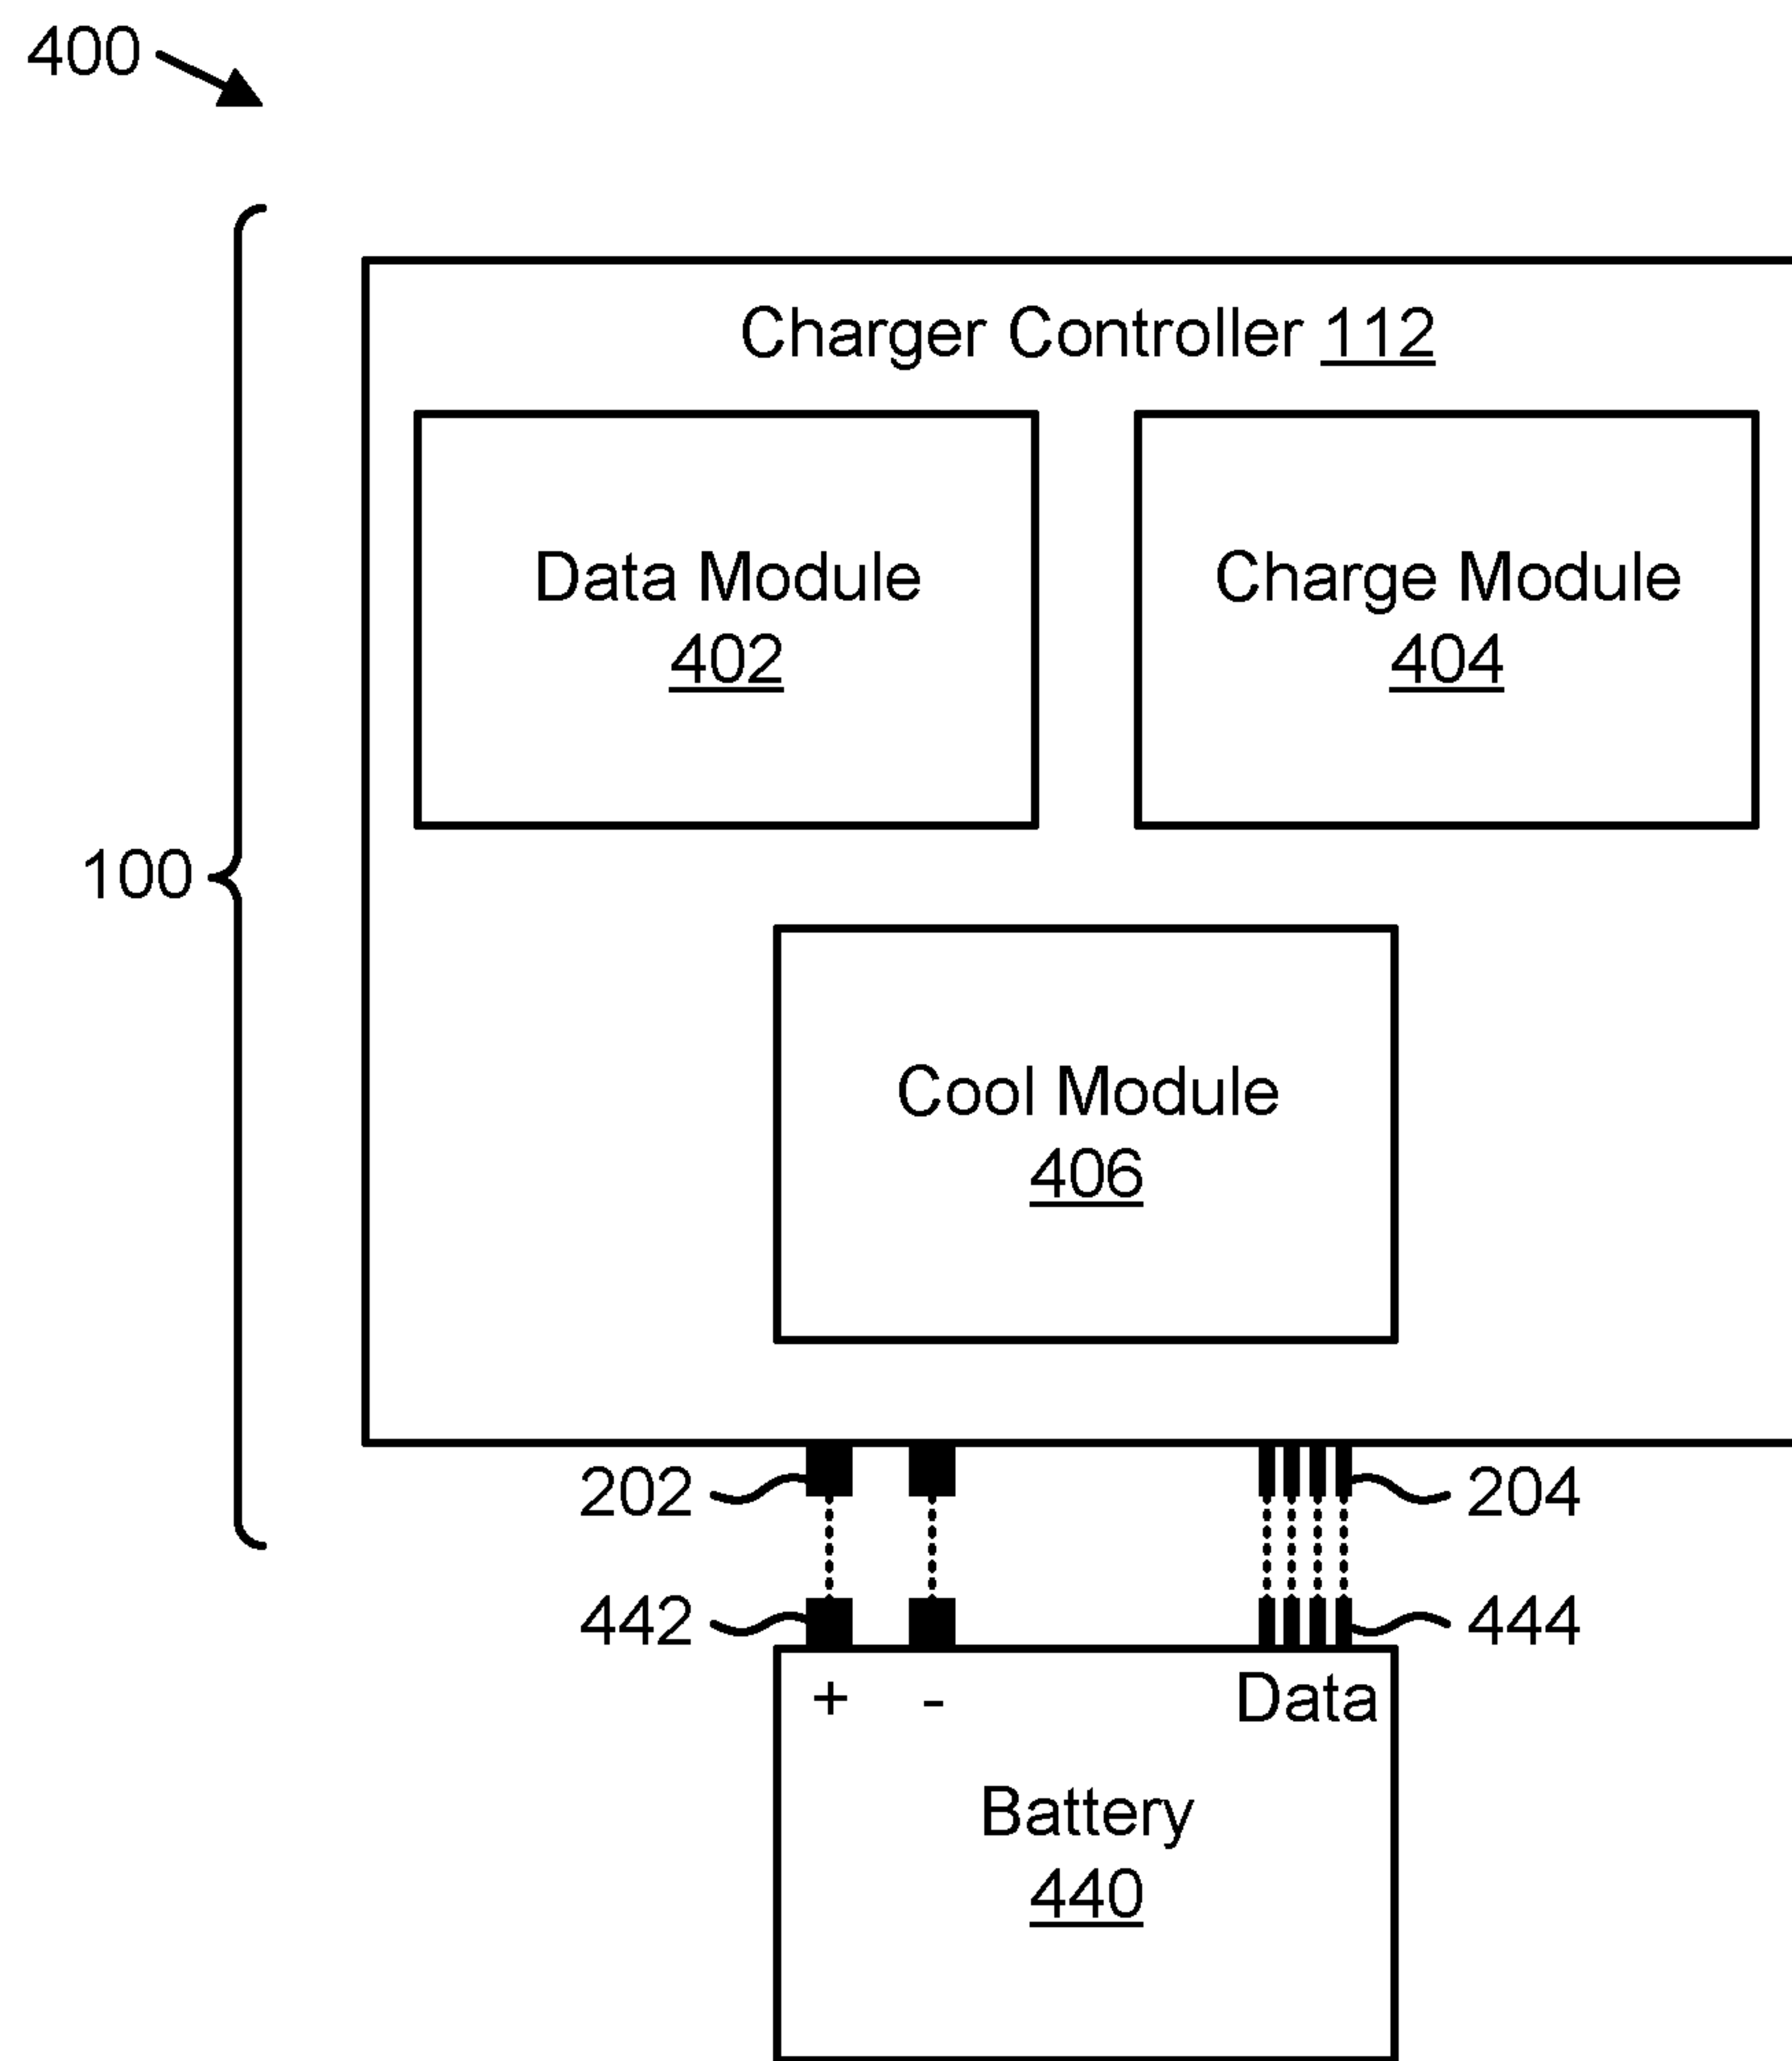 400
Charger Controller 112
Data Module
402
Charge Module
404
100
Cool Module
406
202
204
442
444
+ - Data
Battery
440